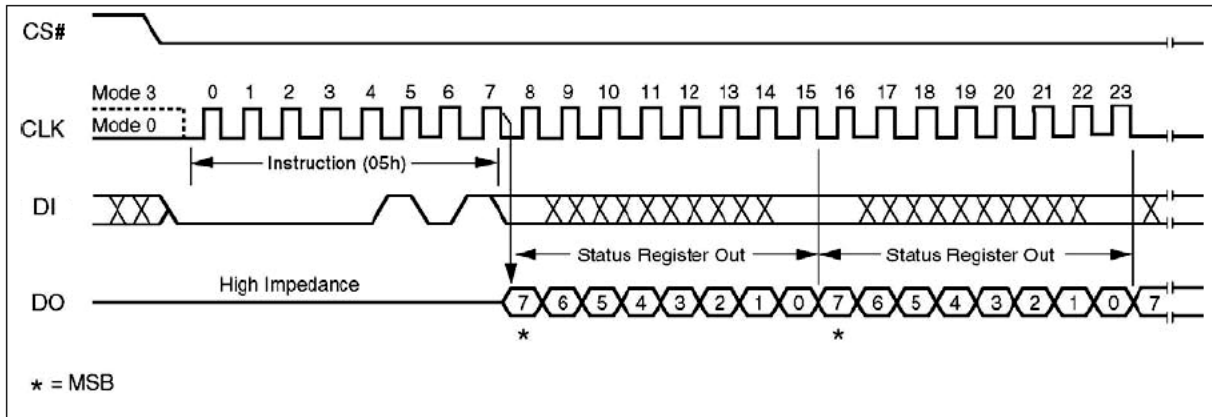 CS#
Mode 3
0 1 2 3 4 5 6 7 8 9 10 11 12 13 14 15 16 17 18 19 20 21 22 23
CLK
Mode 0
Instruction (05h)
DI
Status Register Out
Status Register Out
High Impedance
DO
7 6 5 4 3 2 1 0 7 6 5 4 3 2 1 0 7
* *
* = MSB